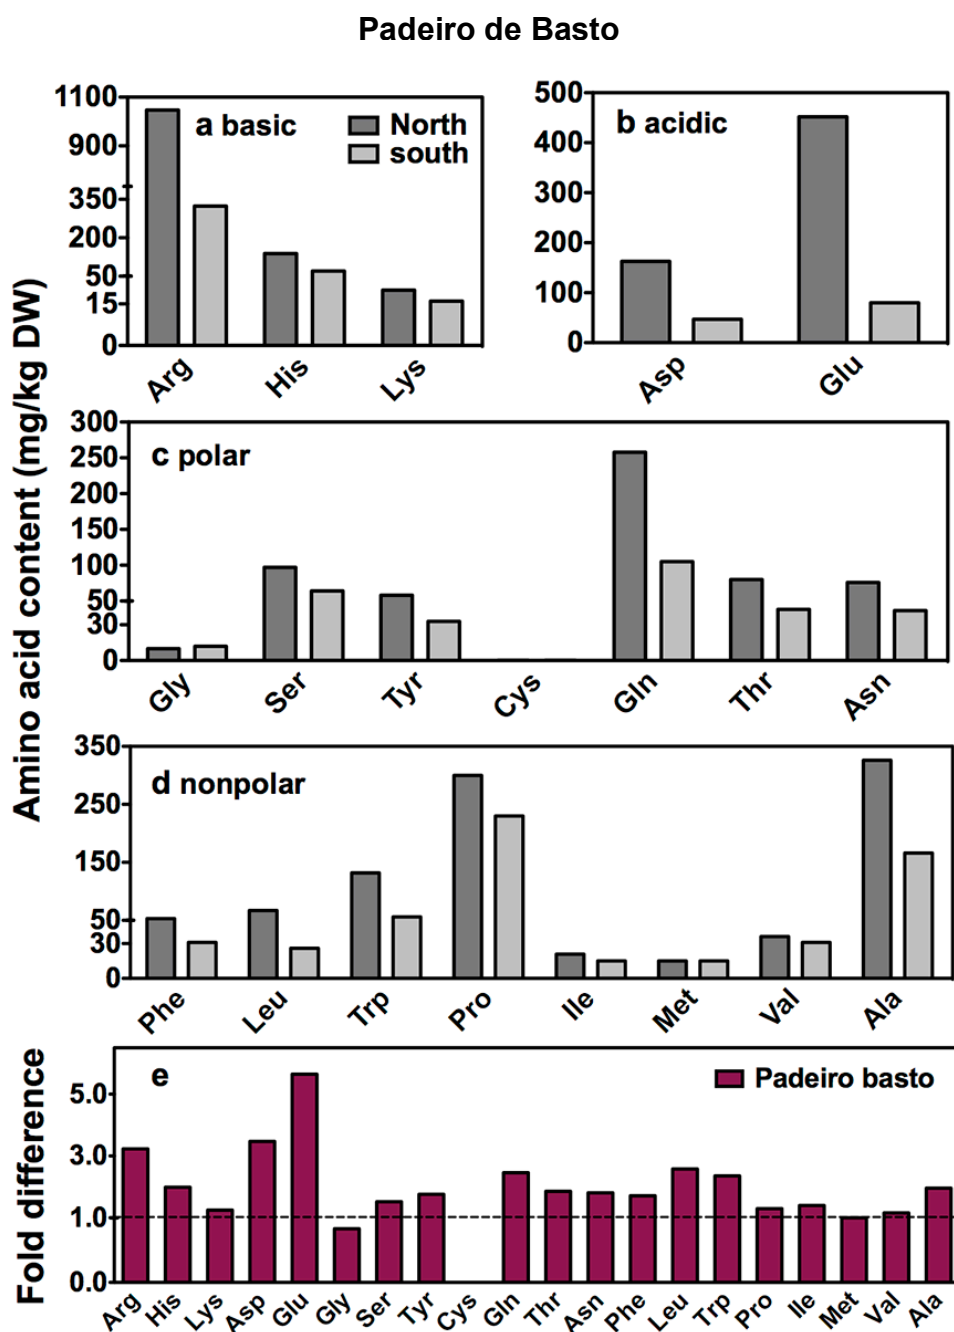 Padeiro de Basto
Amino acid content (mg/kg DW)
a basic
North
south
1100
900
350
200
50
15
0
Arg His Lys
b acidic
500
400
300
200
100
0
Asp Glu
c polar
300
250
200
150
100
50
30
0
Gly Ser Tyr Cys Gln Thr Asn
d nonpolar
350
250
150
50
30
0
Phe Leu Trp Pro Ile Met Val Ala
Fold difference
e
Padeiro basto
5.0
3.0
1.0
0.0
Arg His Lys Asp Glu Gly Ser Tyr Cys Gln Thr Asn Phe Leu Trp Pro Ile Met Val Ala